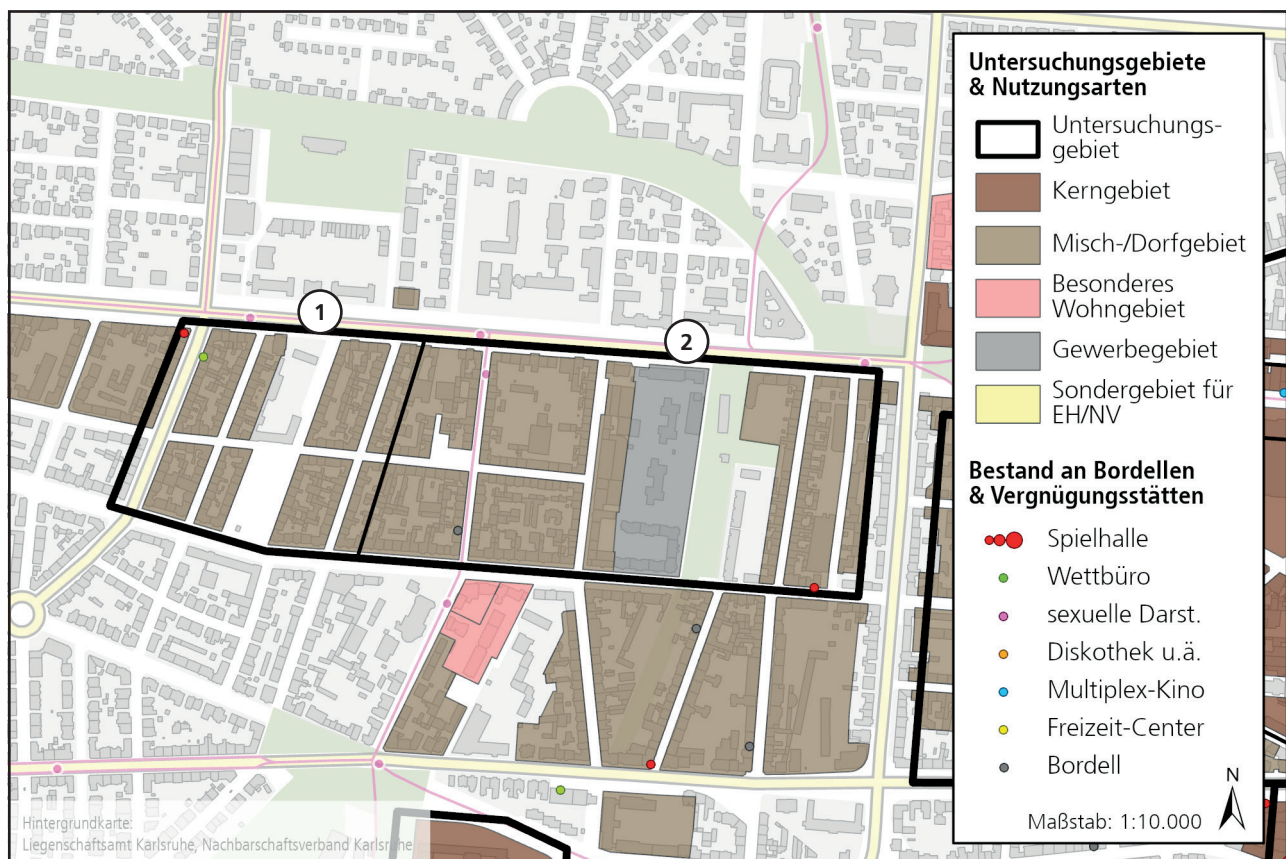 1
2
Untersuchungsgebiete
& Nutzungsarten
Untersuchungs-
gebiet
Kerngebiet
Misch-/Dorfgebiet
Besonderes
Wohngebiet
Gewerbegebiet
Sondergebiet für
EH/NV
Bestand an Bordellen
& Vergnügungsstätten
Spielhalle
Wettbüro
sexuelle Darst.
Diskothek u.ä.
Multiplex-Kino
Freizeit-Center
Bordell
N
Maßstab: 1:10.000
Hintergrundkarte:
Liegenschaftsamt Karlsruhe, Nachbarschaftsverband Karlsruhe